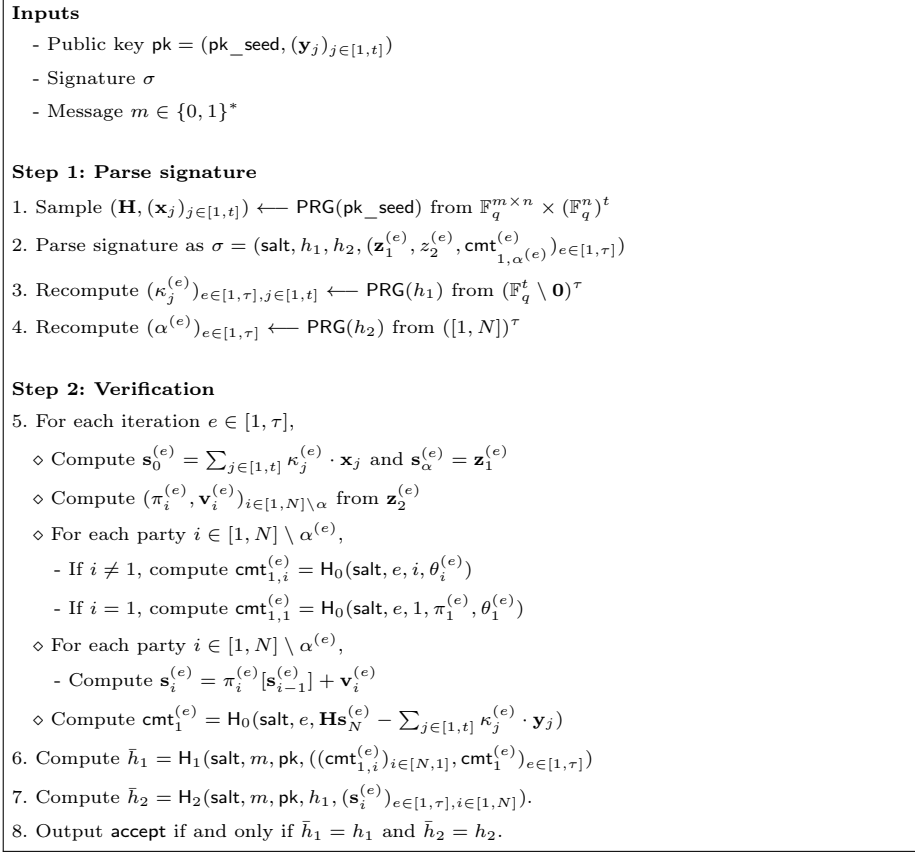 Inputs
- Public key pk = (pk_seed, (y_j)_{j∈[1,t]})
- Signature σ
- Message m ∈ {0, 1}^*
Step 1: Parse signature
1. Sample (H, (x_j)_{j∈[1,t]}) ⟵ PRG(pk_seed) from 𝔽_q^{m×n} × (𝔽_q^n)^t
2. Parse signature as σ = (salt, h_1, h_2, (z_1^{(e)}, z_2^{(e)}, cmt_{1,α^{(e)}}^{(e)})_{e∈[1,τ]})
3. Recompute (κ_j^{(e)})_{e∈[1,τ],j∈[1,t]} ⟵ PRG(h_1) from (𝔽_q^t \ 0)^τ
4. Recompute (α^{(e)})_{e∈[1,τ]} ⟵ PRG(h_2) from ([1, N])^τ
Step 2: Verification
5. For each iteration e ∈ [1, τ],
⋄ Compute s_0^{(e)} = ∑_{j∈[1,t]} κ_j^{(e)} · x_j and s_α^{(e)} = z_1^{(e)}
⋄ Compute (π_i^{(e)}, v_i^{(e)})_{i∈[1,N]\α} from z_2^{(e)}
⋄ For each party i ∈ [1, N] \ α^{(e)},
- If i ≠ 1, compute cmt_{1,i}^{(e)} = H_0(salt, e, i, θ_i^{(e)})
- If i = 1, compute cmt_{1,1}^{(e)} = H_0(salt, e, 1, π_1^{(e)}, θ_1^{(e)})
⋄ For each party i ∈ [1, N] \ α^{(e)},
- Compute s_i^{(e)} = π_i^{(e)}[s_{i−1}^{(e)}] + v_i^{(e)}
⋄ Compute cmt_1^{(e)} = H_0(salt, e, Hs_N^{(e)} − ∑_{j∈[1,t]} κ_j^{(e)} · y_j)
6. Compute h̄_1 = H_1(salt, m, pk, ((cmt_{1,i}^{(e)})_{i∈[N,1]}, cmt_1^{(e)})_{e∈[1,τ]})
7. Compute h̄_2 = H_2(salt, m, pk, h_1, (s_i^{(e)})_{e∈[1,τ],i∈[1,N]}).
8. Output accept if and only if h̄_1 = h_1 and h̄_2 = h_2.